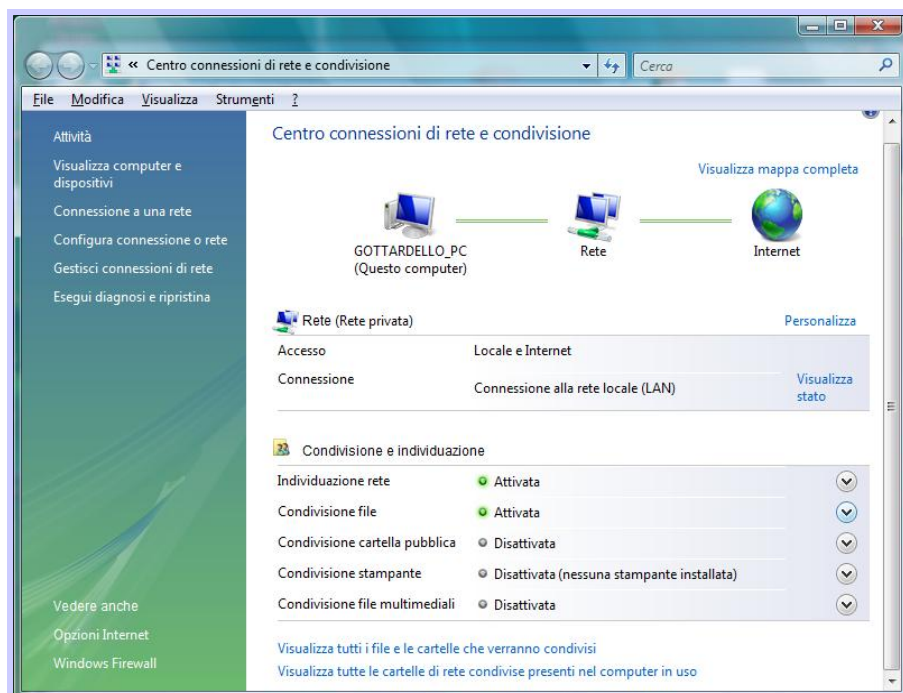 « Centro connessioni di rete e condivisione
Cerca
File Modifica Visualizza Strumenti ?
Attività
Visualizza computer e
dispositivi
Connessione a una rete
Configura connessione o rete
Gestisci connessioni di rete
Esegui diagnosi e ripristina
Vedere anche
Opzioni Internet
Windows Firewall
Centro connessioni di rete e condivisione
Visualizza mappa completa
GOTTARDELLO_PC
(Questo computer)
Rete
Internet
Rete (Rete privata)
Personalizza
Accesso Locale e Internet
Connessione Connessione alla rete locale (LAN)
Visualizza
stato
Condivisione e individuazione
Individuazione rete Attivata
Condivisione file Attivata
Condivisione cartella pubblica Disattivata
Condivisione stampante Disattivata (nessuna stampante installata)
Condivisione file multimediali Disattivata
Visualizza tutti i file e le cartelle che verranno condivisi
Visualizza tutte le cartelle di rete condivise presenti nel computer in uso